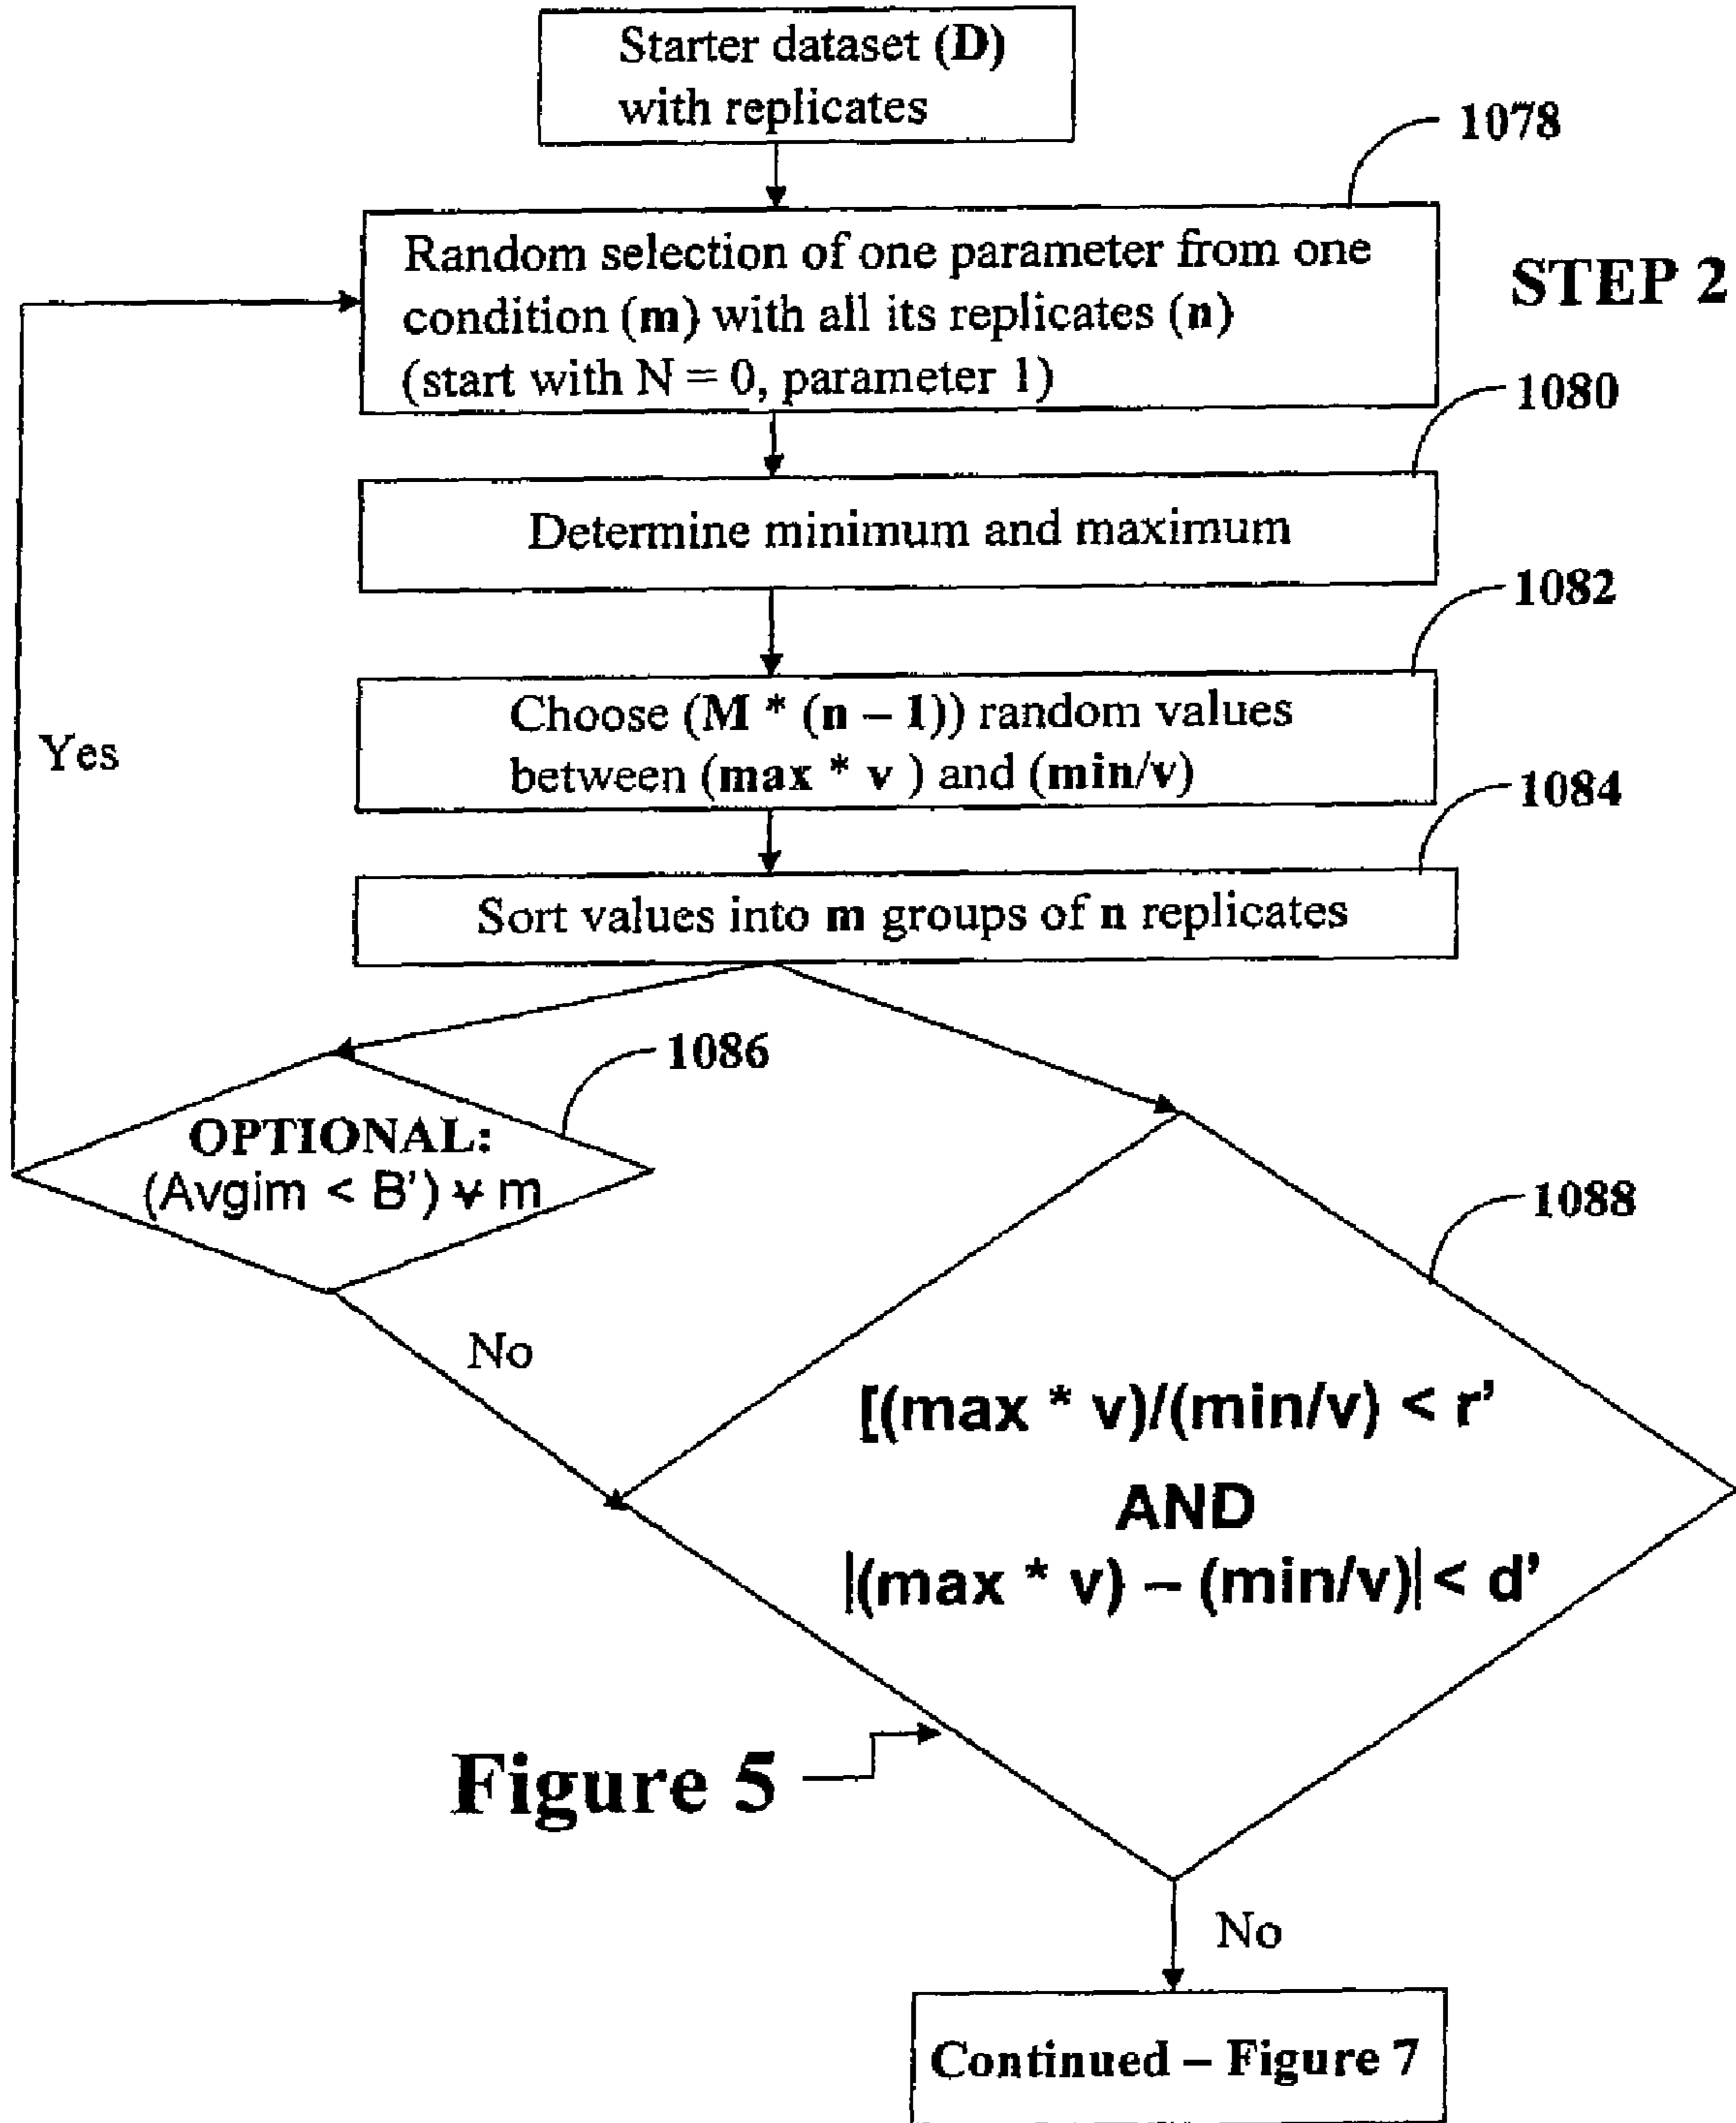 Starter dataset (D)
with replicates
1078
Random selection of one parameter from one
condition (m) with all its replicates (n)
(start with N = 0, parameter 1)
STEP 2
1080
Determine minimum and maximum
1082
Choose (M * (n – 1)) random values
between (max * v ) and (min/v)
Yes
1084
Sort values into m groups of n replicates
1086
OPTIONAL:
(Avgim < B’) ∀ m
1088
No
[(max * v)/(min/v) < r’
AND
|(max * v) – (min/v)| < d’
Figure 5
No
Continued – Figure 7